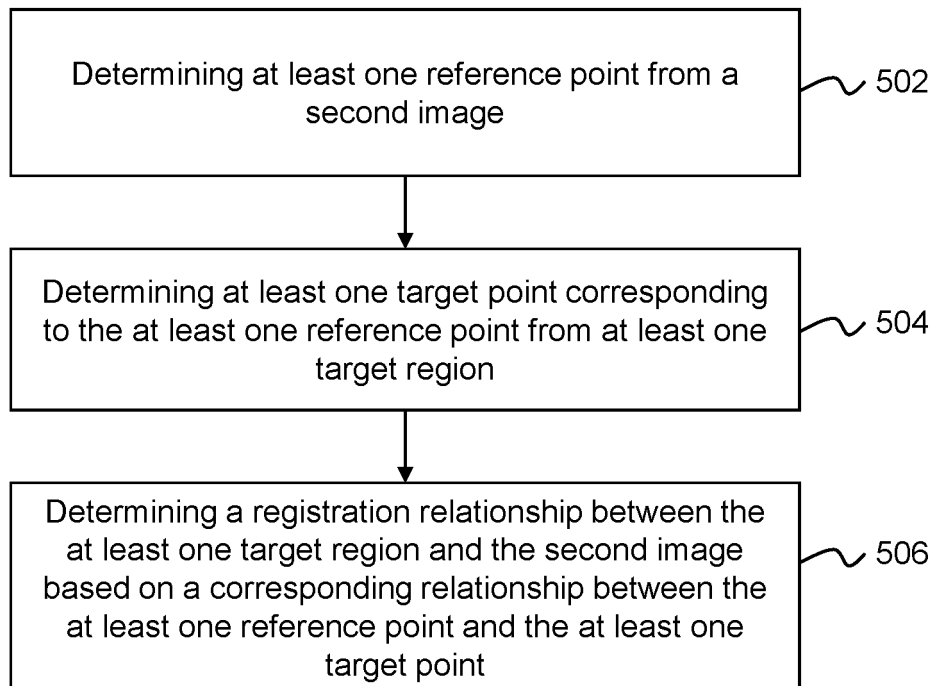 Determining at least one reference point from a
second image
502
Determining at least one target point corresponding
to the at least one reference point from at least one
target region
504
Determining a registration relationship between the
at least one target region and the second image
based on a corresponding relationship between the
at least one reference point and the at least one
target point
506